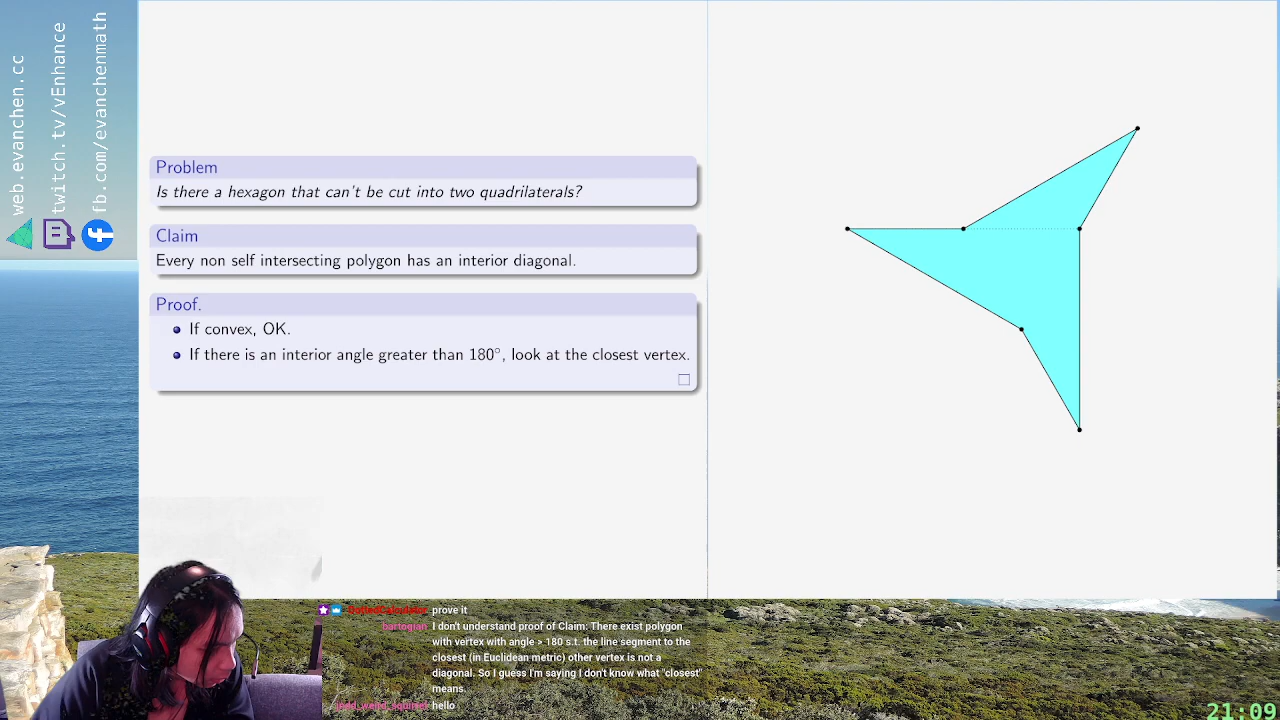 web.evanchen.cc
twitch.tv/vEnhance
fb.com/evanchenmath
Problem
Is there a hexagon that can't be cut into two quadrilaterals?
Claim
Every non self intersecting polygon has an interior diagonal.
Proof.
If convex, OK.
If there is an interior angle greater than 180°, look at the closest vertex.
DottedCalculator prove it
bartogian I don't understand proof of Claim: There exist polygon
with vertex with angle > 180 s.t. the line segment to the
closest (in Euclidean metric) other vertex is not a
diagonal. So I guess I'm saying I don't know what "closest"
means.
hello
21:09